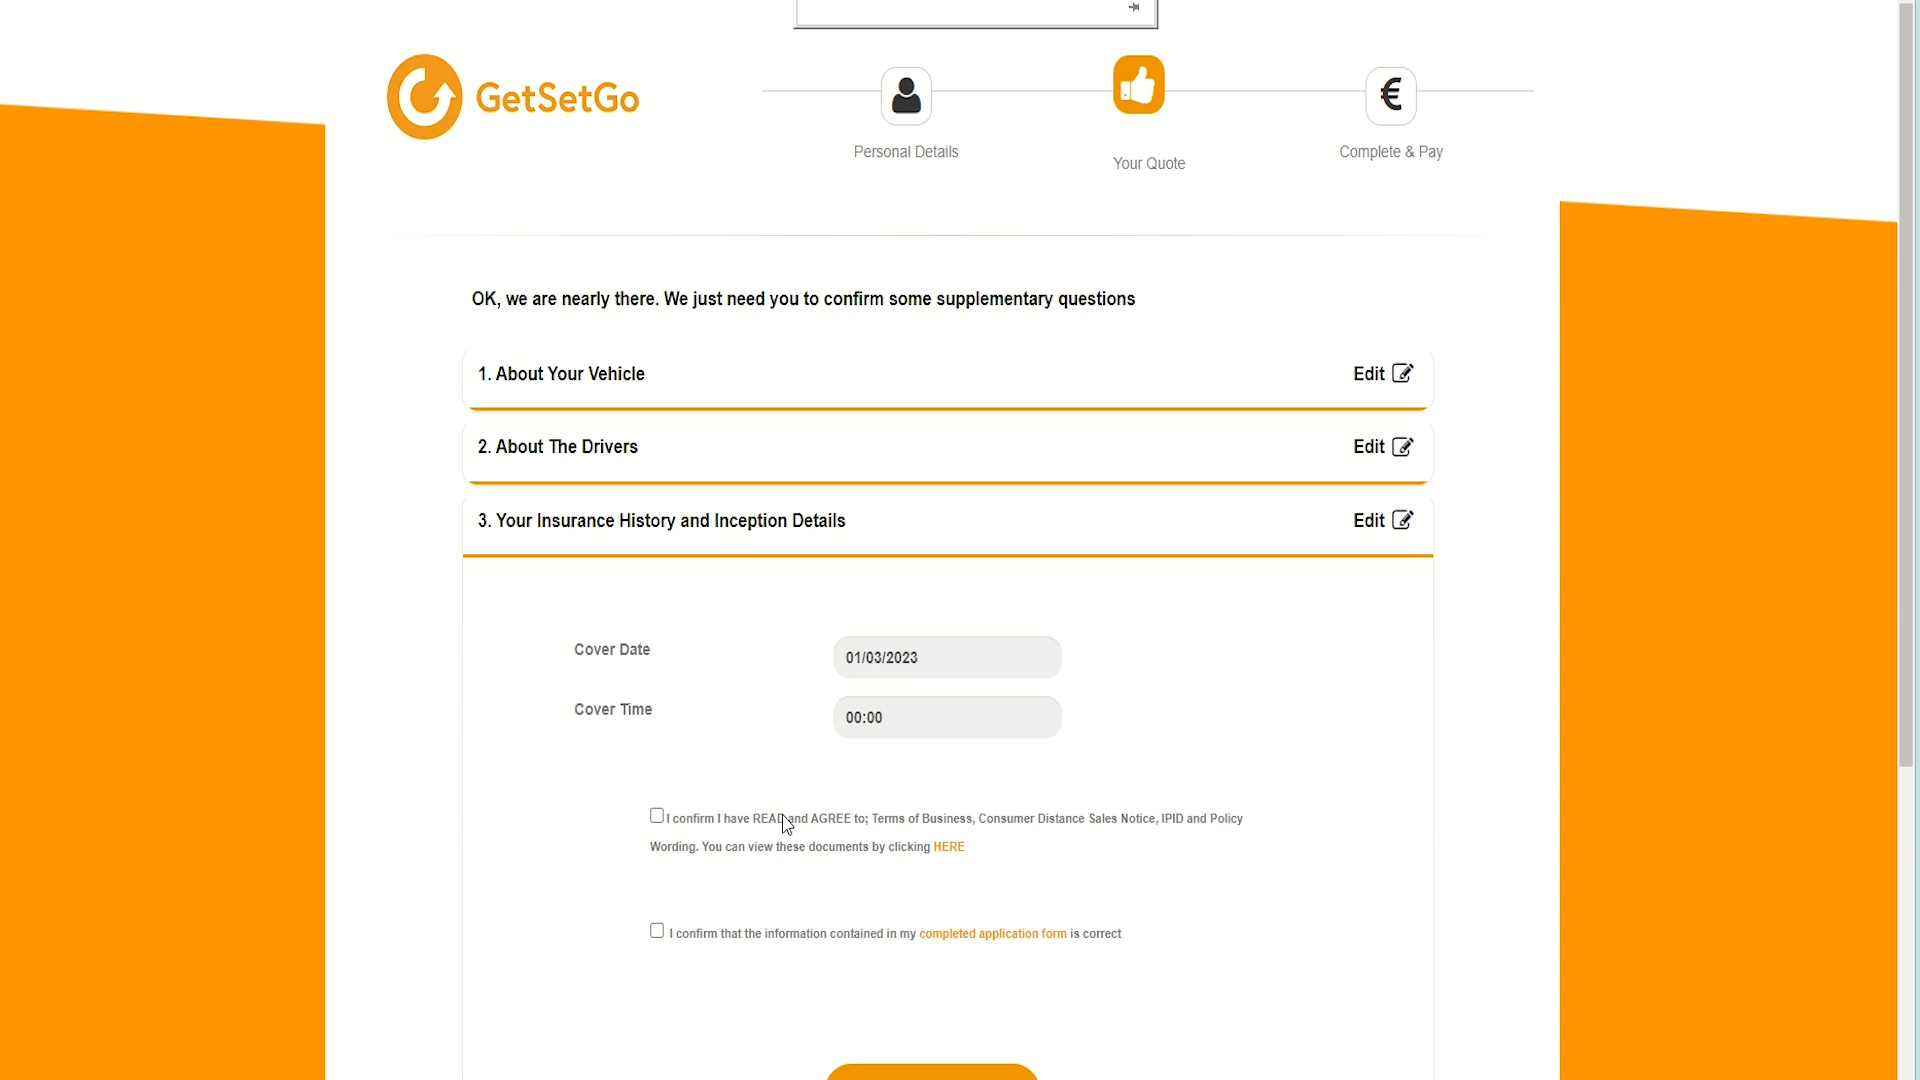 GetSetGo
Personal Details
Your Quote
€
Complete & Pay
OK, we are nearly there. We just need you to confirm some supplementary questions
1. About Your Vehicle Edit
2. About The Drivers Edit
3. Your Insurance History and Inception Details Edit
Cover Date 01/03/2023
Cover Time 00:00
I confirm I have READ and AGREE to; Terms of Business, Consumer Distance Sales Notice, IPID and Policy
Wording. You can view these documents by clicking HERE
I confirm that the information contained in my completed application form is correct